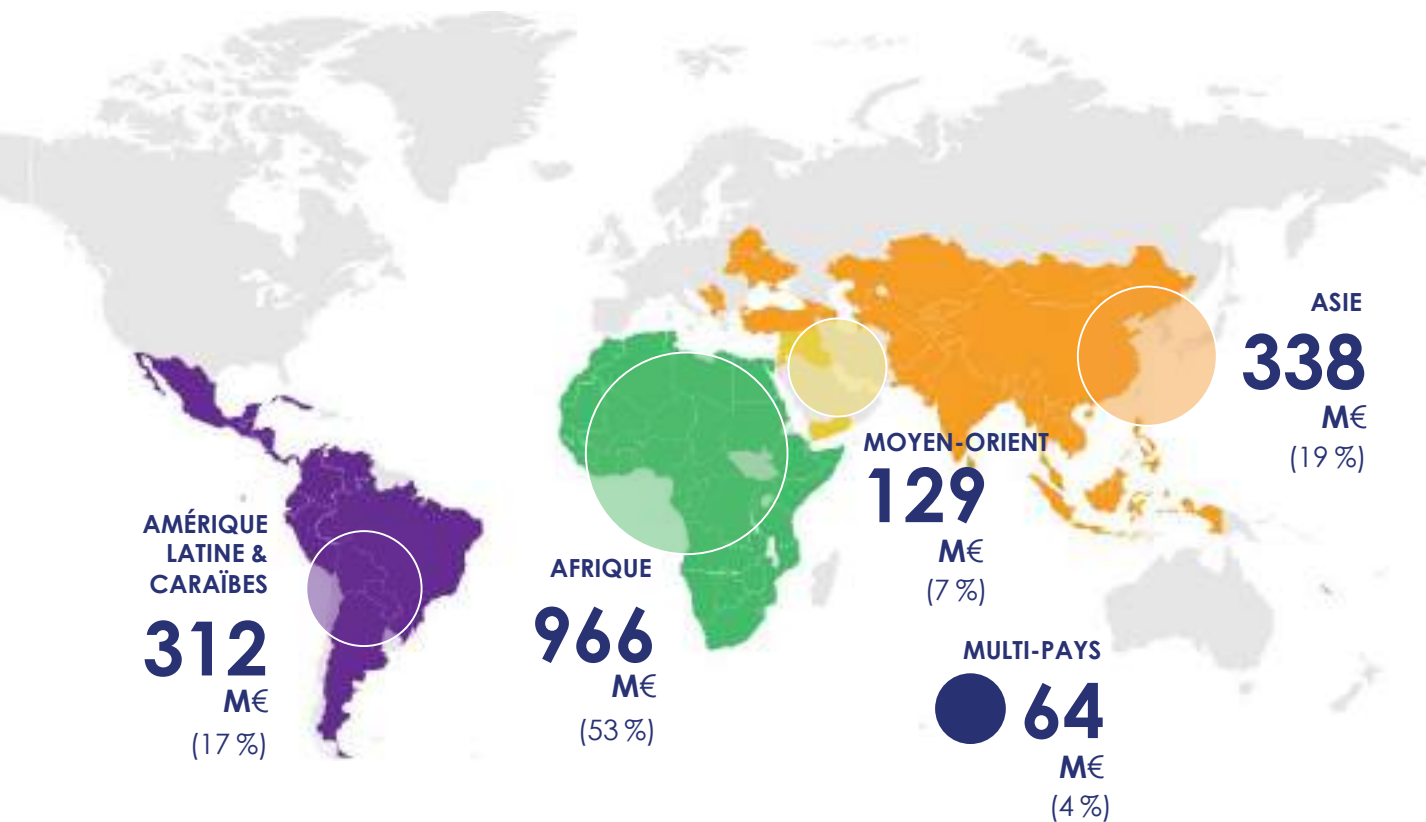 AMÉRIQUE
LATINE &
CARAÏBES
312
M€
(17 %)
AFRIQUE
966
M€
(53 %)
MOYEN-ORIENT
129
M€
(7 %)
ASIE
338
M€
(19 %)
MULTI-PAYS
64
M€
(4 %)